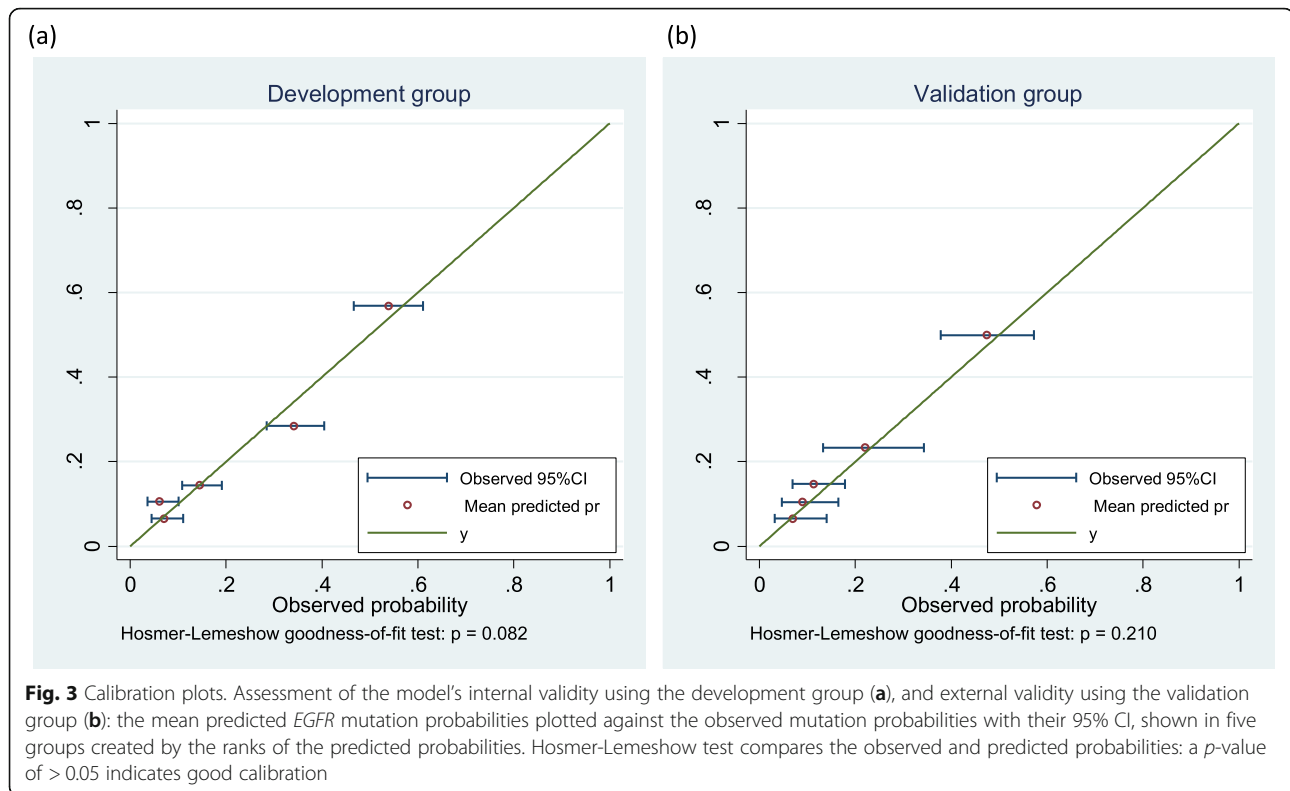 (a)
Development group
1
.8
.6
.4
.2
0
Observed 95%CI
Mean predicted pr
y
0 .2 .4 .6 .8 1
Observed probability
Hosmer-Lemeshow goodness-of-fit test: p = 0.082
(b)
Validation group
1
.8
.6
.4
.2
0
Observed 95%CI
Mean predicted pr
y
0 .2 .4 .6 .8 1
Observed probability
Hosmer-Lemeshow goodness-of-fit test: p = 0.210
Fig. 3 Calibration plots. Assessment of the model's internal validity using the development group (a), and external validity using the validation
group (b): the mean predicted EGFR mutation probabilities plotted against the observed mutation probabilities with their 95% CI, shown in five
groups created by the ranks of the predicted probabilities. Hosmer-Lemeshow test compares the observed and predicted probabilities: a p-value
of > 0.05 indicates good calibration